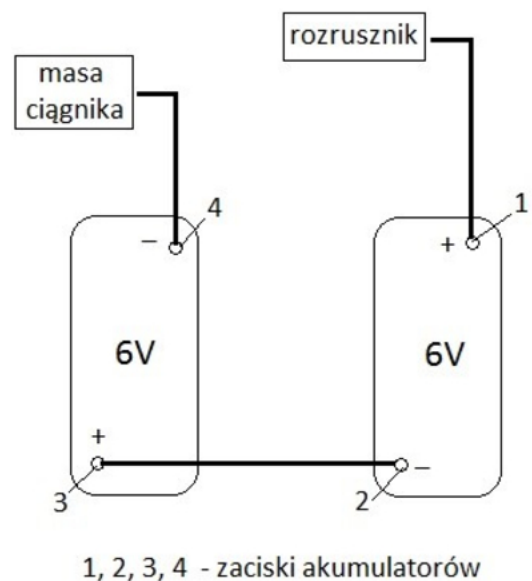 rozrusznik
masa
ciągnika
4
1
–
+
6V
6V
+
–
3
2
1, 2, 3, 4 - zaciski akumulatorów